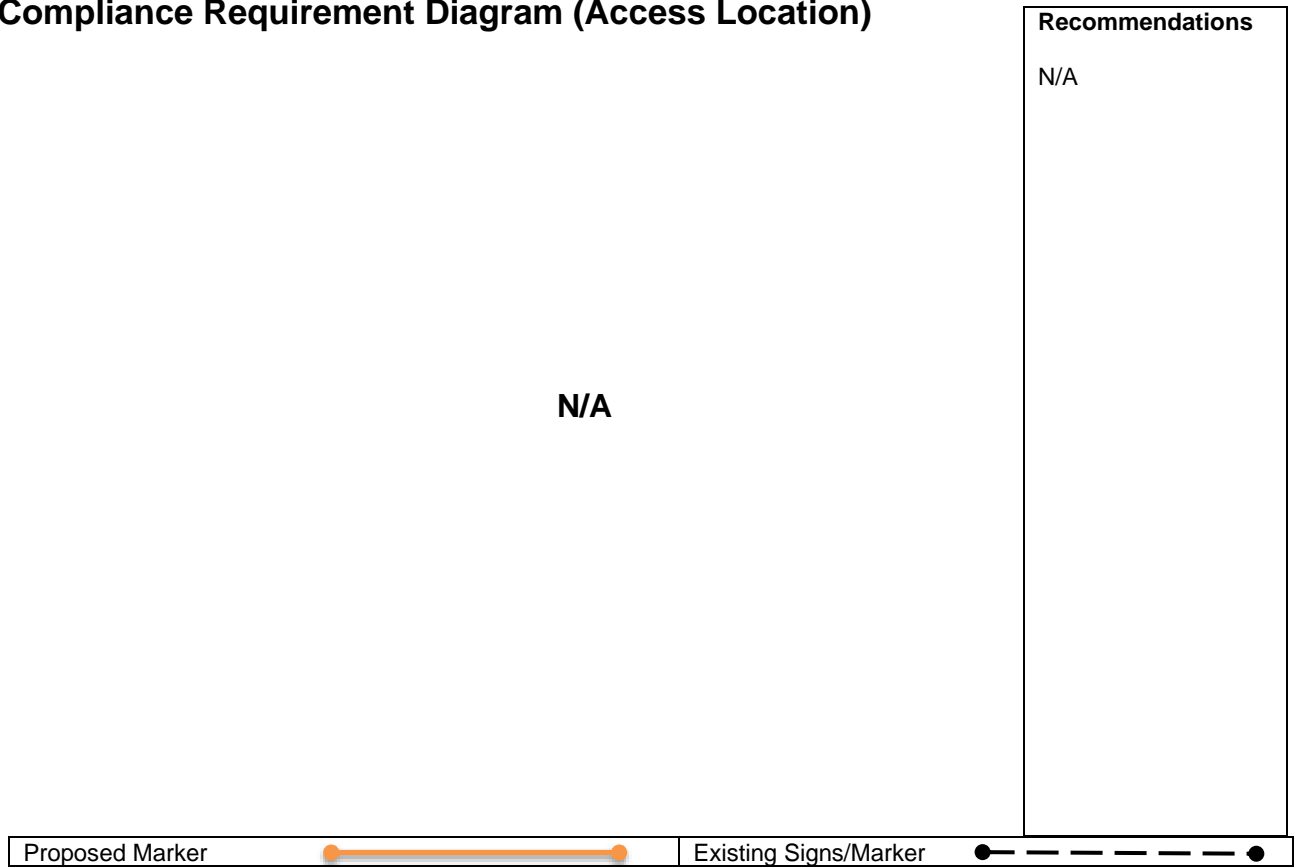 Compliance Requirement Diagram (Access Location)
Recommendations
N/A
N/A
Proposed Marker
Existing Signs/Marker